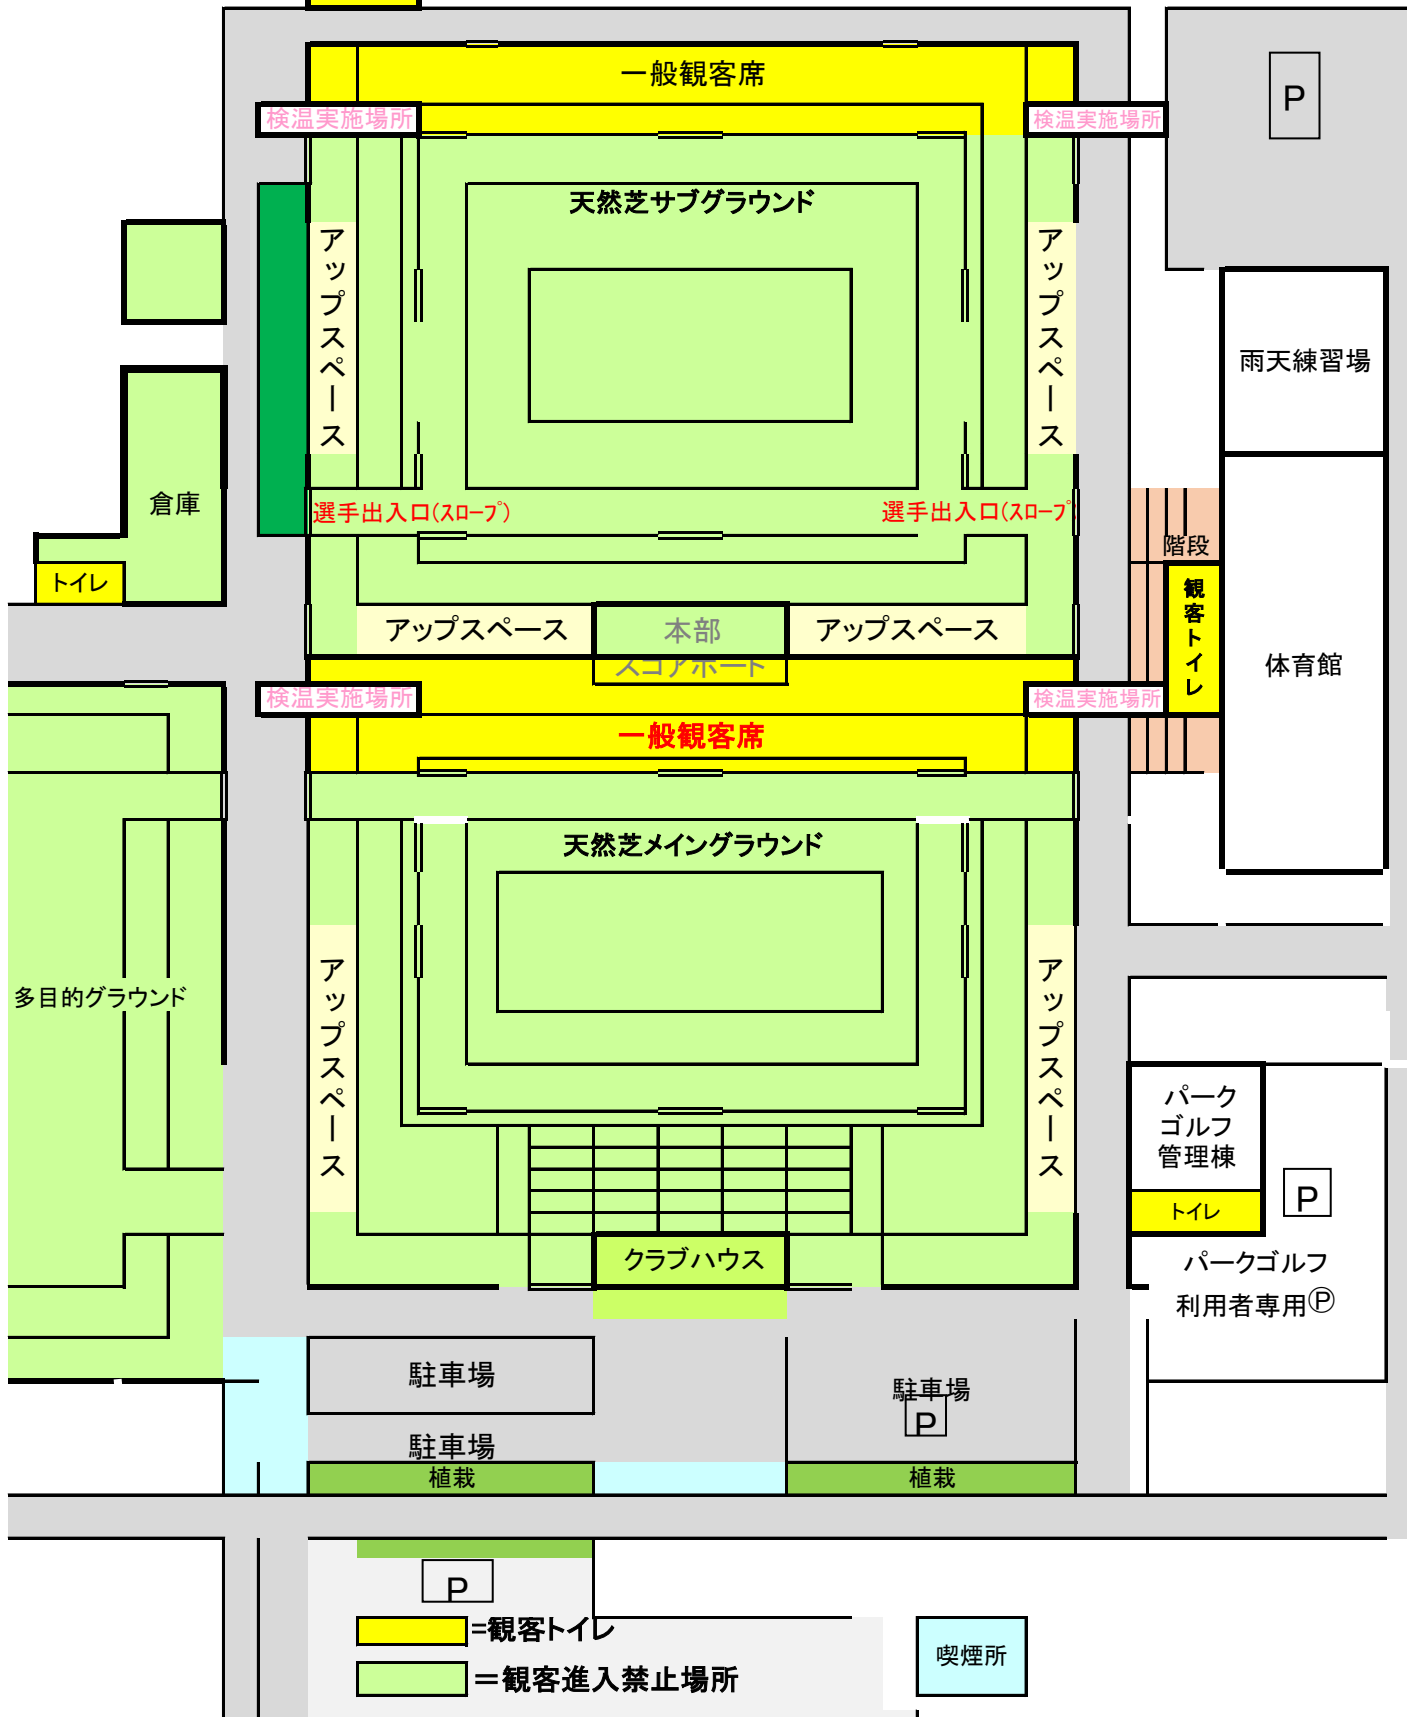 一般観客席
P
検温実施場所
検温実施場所
天然芝サブグラウンド
アップスペース
アップスペース
雨天練習場
倉庫
選手出入口(スロープ)
選手出入口(スロープ
階段
トイレ
観客トイレ
アップスペース
本部
アップスペース
スコアボート
体育館
検温実施場所
検温実施場所
一般観客席
天然芝メイングラウンド
アップスペース
アップスペース
多目的グラウンド
パーク
ゴルフ
管理棟
P
トイレ
クラブハウス
パークゴルフ
利用者専用Ⓟ
駐車場
駐車場
P
駐車場
植栽
植栽
P
=観客トイレ
喫煙所
＝観客進入禁止場所